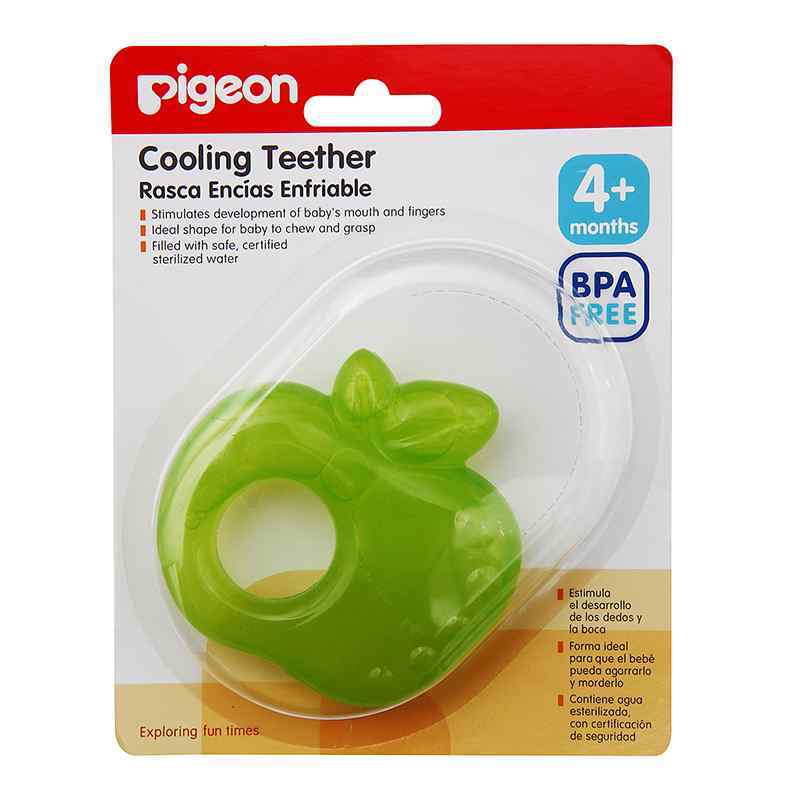 pigeon
Cooling Teether
Rasca Encías Enfriable
Stimulates development of baby's mouth and fingers
Ideal shape for baby to chew and grasp
Filled with safe, certified
sterilized water
4+
months
BPA
FREE
Estimula
el desarrollo
de los dedos y
la boca
Forma ideal
para que el bebé
pueda agarrarlo
y morderlo
Contiene agua
esterilizada,
con certificación
de seguridad
Exploring fun times